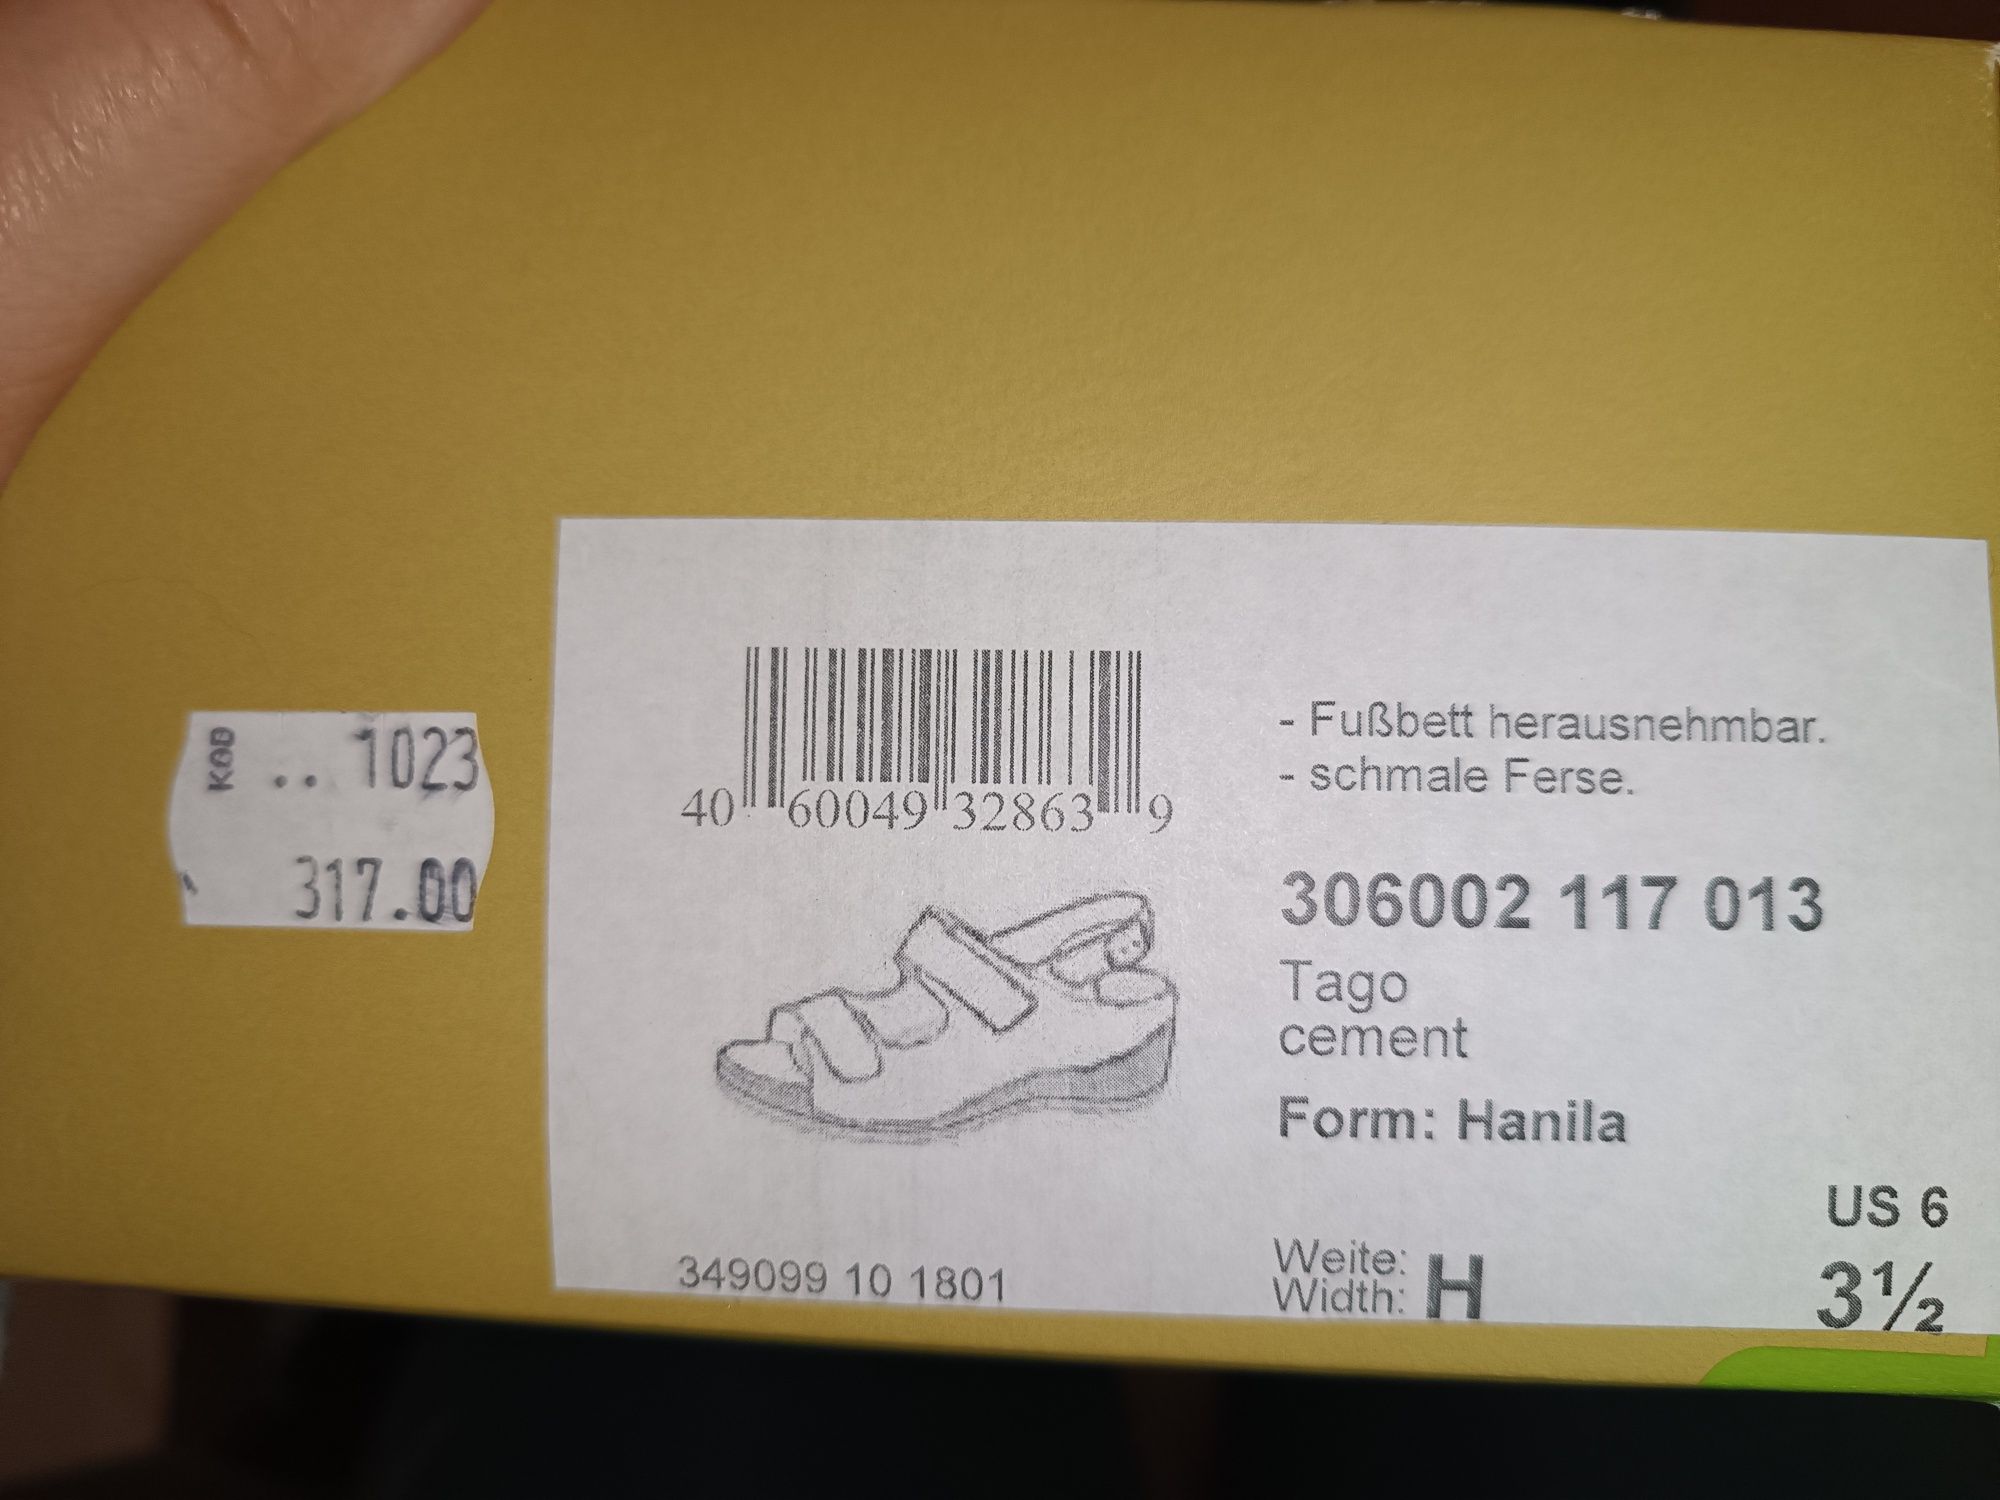 KOD .. 1023
317.00
40 60049 32863 9
- Fußbett herausnehmbar.
- schmale Ferse.
306002 117 013
Tago
cement
Form: Hanila
US 6
349099 10 1801
Weite:
Width: H
3½